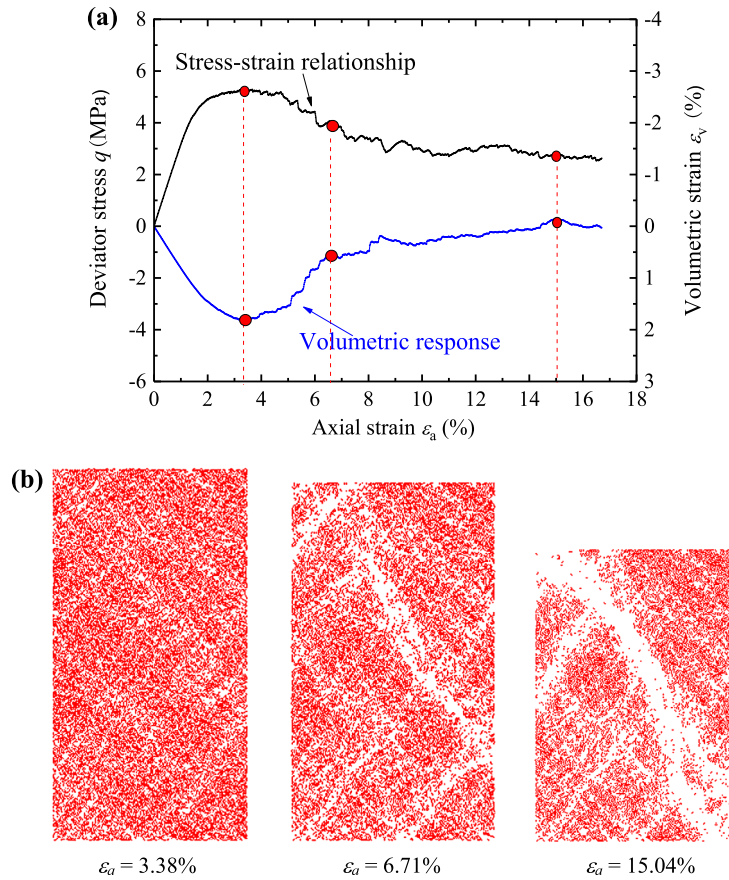 (a)
8
6
4
2
0
-2
-4
-6
Deviator stress q (MPa)
-4
-3
-2
-1
0
1
2
3
Volumetric strain εv (%)
Stress-strain relationship
Volumetric response
0 2 4 6 8 10 12 14 16 18
Axial strain εa (%)
(b)
εa = 3.38% εa = 6.71% εa = 15.04%